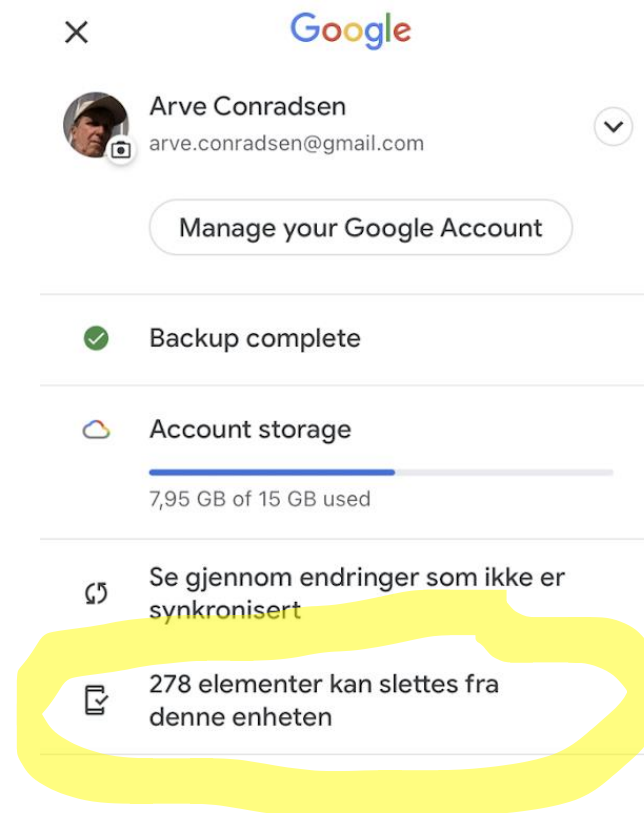 Google
Arve Conradsen
arve.conradsen@gmail.com
Manage your Google Account
Backup complete
Account storage
7,95 GB of 15 GB used
Se gjennom endringer som ikke er
synkronisert
278 elementer kan slettes fra
denne enheten